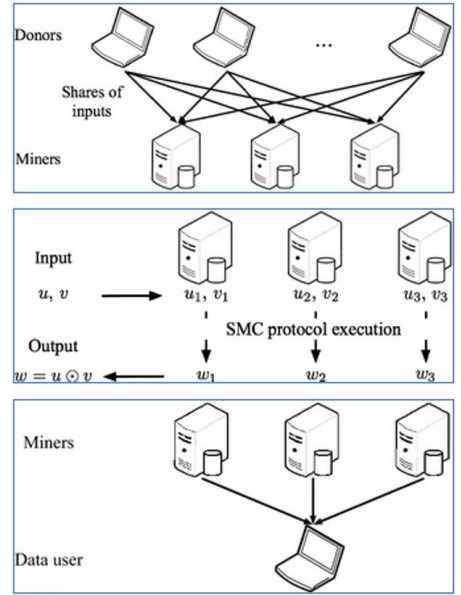 Donors
...
Shares of
inputs
Miners
Input
u, v
u₁, v₁
u₂, v₂
u₃, v₃
SMC protocol execution
Output
w = u ⊙ v
w₁
w₂
w₃
Miners
Data user